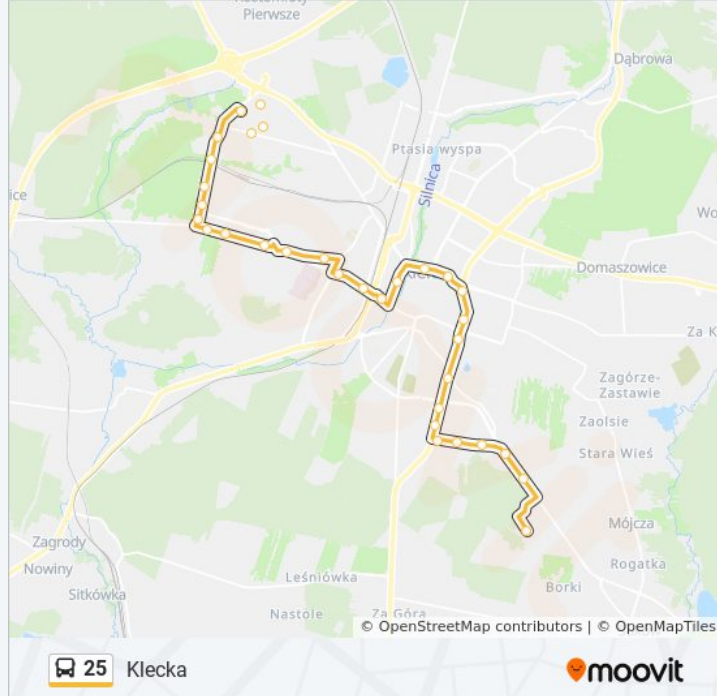 Pierwsze
Dąbrowa
Ptasia wyspa
Silnica
ice
Wo
Domaszowice
Za K
Zagórze-
Zastawie
Zaolsie
Stara Wieś
Mójcza
Zagrody
Nowiny
Sitkówka
Leśniówka
Rogatka
Borki
Nastole
Za Góra
© OpenStreetMap contributors | © OpenMapTiles
25 Klecka
moovit